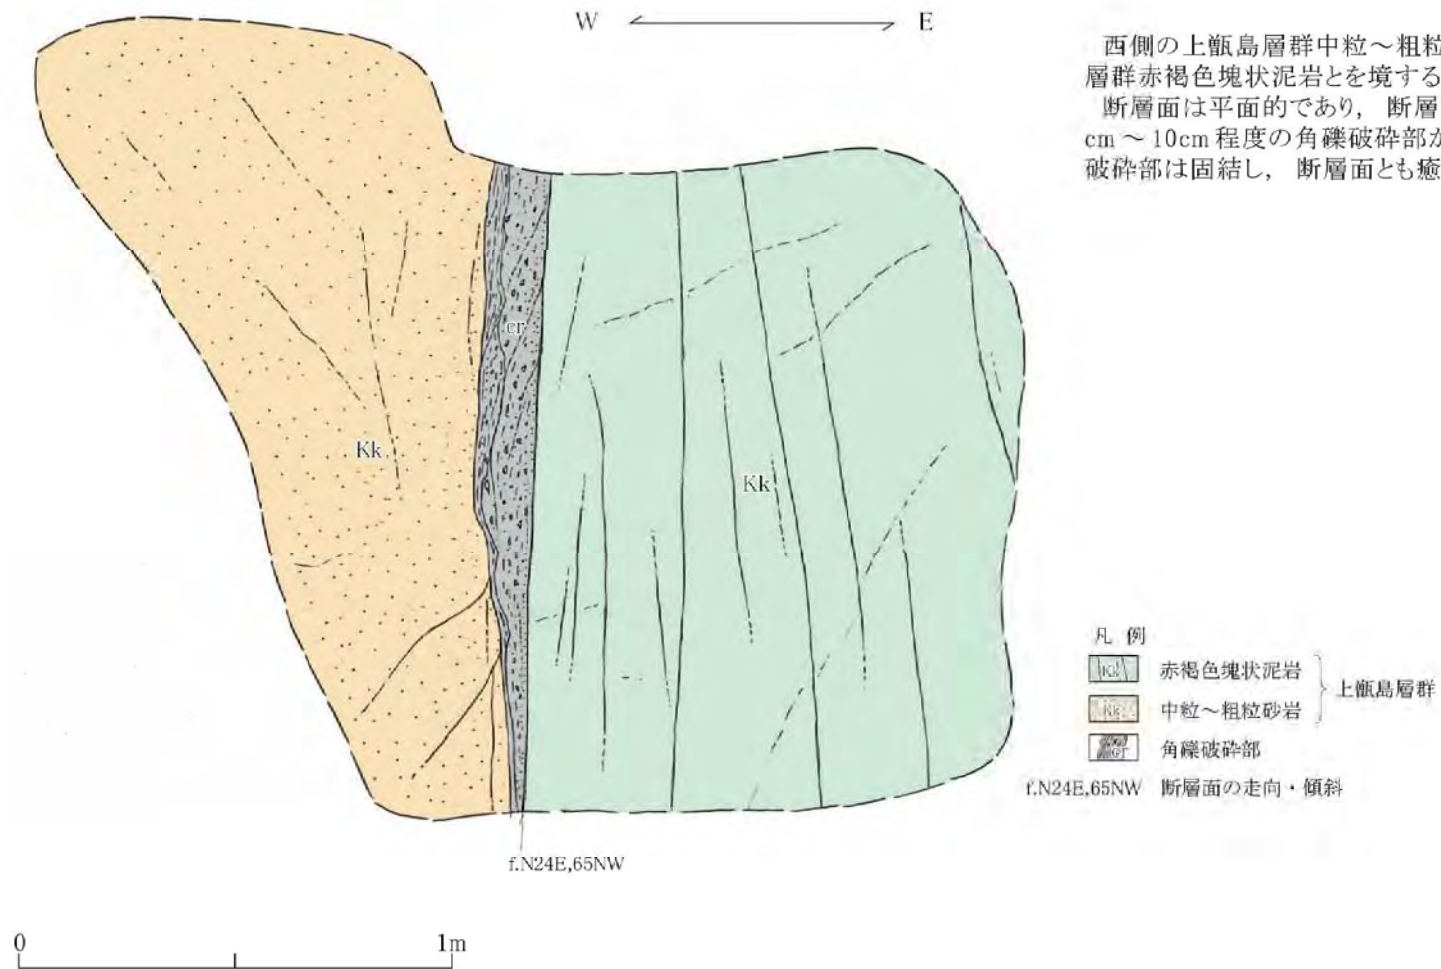 W E
西側の上甑島層群中粒～粗粒
層群赤褐色塊状泥岩とを境する
断層面は平面的であり, 断層
cm～10cm程度の角礫破砕部か
破砕部は固結し, 断層面とも癒
cr
Kk
Kk
凡 例
Kk 赤褐色塊状泥岩
Kk 中粒～粗粒砂岩
上甑島層群
cr 角礫破砕部
f.N24E,65NW 断層面の走向・傾斜
f.N24E,65NW
0 1m